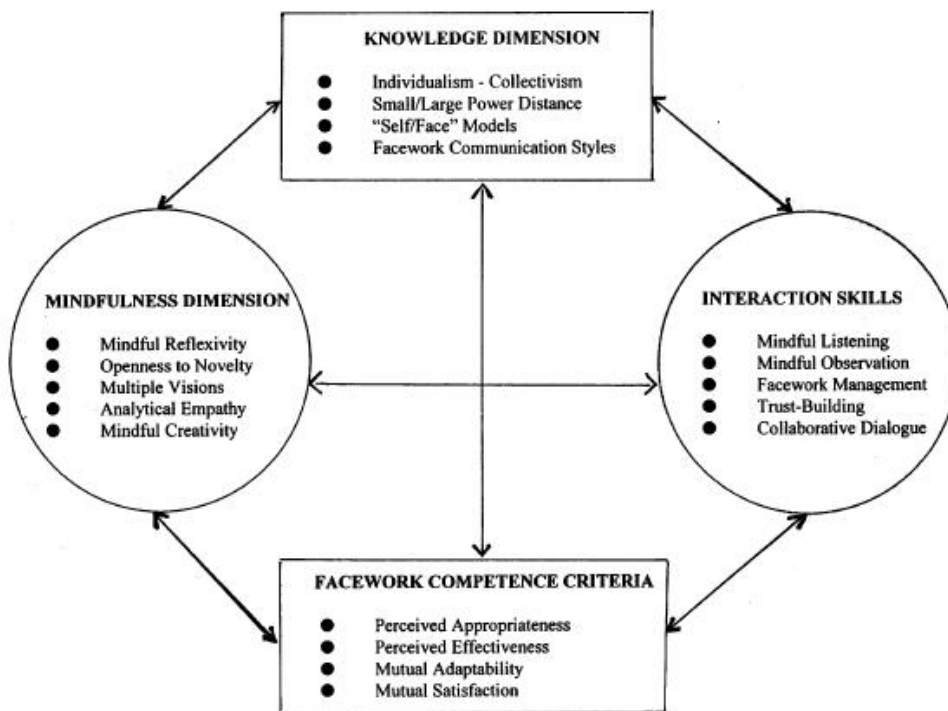 KNOWLEDGE DIMENSION
● Individualism - Collectivism
● Small/Large Power Distance
● “Self/Face” Models
● Facework Communication Styles
MINDFULNESS DIMENSION
● Mindful Reflexivity
● Openness to Novelty
● Multiple Visions
● Analytical Empathy
● Mindful Creativity
INTERACTION SKILLS
● Mindful Listening
● Mindful Observation
● Facework Management
● Trust-Building
● Collaborative Dialogue
FACEWORK COMPETENCE CRITERIA
● Perceived Appropriateness
● Perceived Effectiveness
● Mutual Adaptability
● Mutual Satisfaction